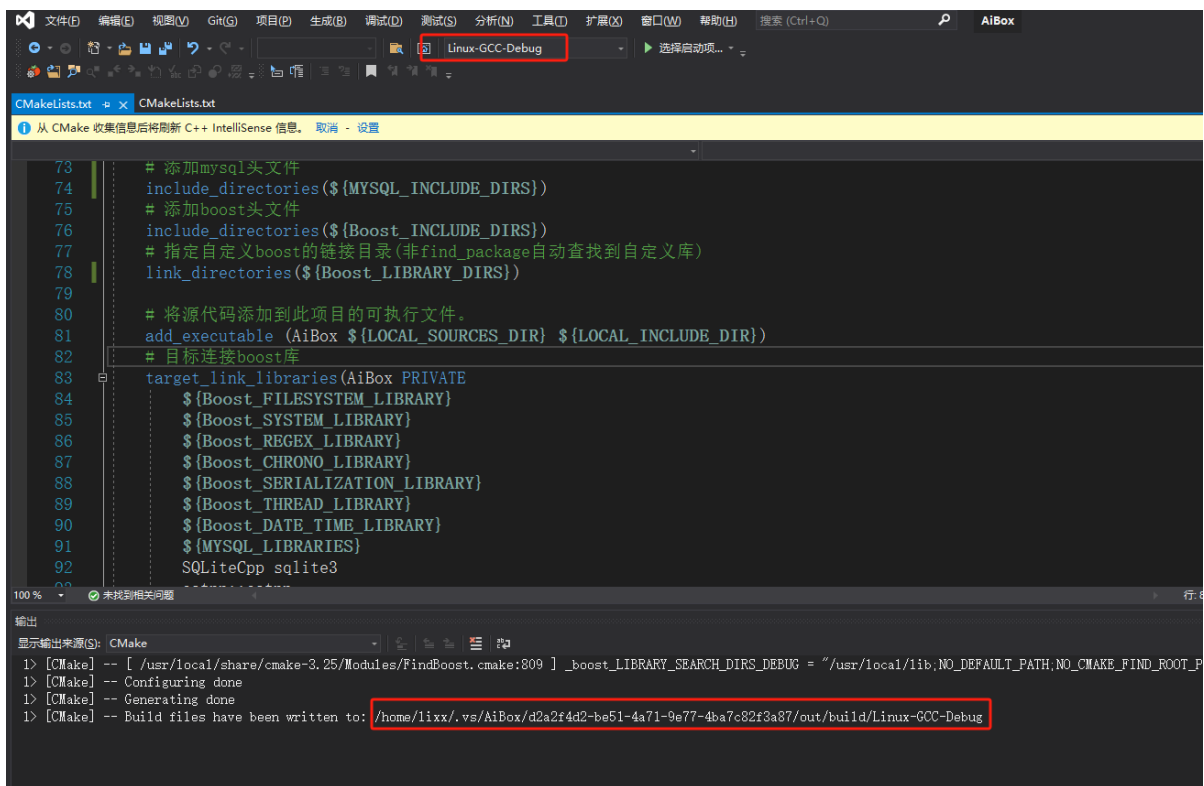 文件(F) 编辑(E) 视图(V) Git(G) 项目(P) 生成(B) 调试(D) 测试(S) 分析(N) 工具(T) 扩展(X) 窗口(W) 帮助(H) 搜索 (Ctrl+Q) AiBox
Linux-GCC-Debug 选择启动项...
CMakeLists.txt CMakeLists.txt
从 CMake 收集信息后将刷新 C++ IntelliSense 信息。 取消 - 设置
73 # 添加mysql头文件
74 include_directories(${MYSQL_INCLUDE_DIRS})
75 # 添加boost头文件
76 include_directories(${Boost_INCLUDE_DIRS})
77 # 指定自定义boost的链接目录(非find_package自动查找到自定义库)
78 link_directories(${Boost_LIBRARY_DIRS})
79
80 # 将源代码添加到此项目的可执行文件。
81 add_executable (AiBox ${LOCAL_SOURCES_DIR} ${LOCAL_INCLUDE_DIR})
82 # 目标连接boost库
83 target_link_libraries(AiBox PRIVATE
84 ${Boost_FILESYSTEM_LIBRARY}
85 ${Boost_SYSTEM_LIBRARY}
86 ${Boost_REGEX_LIBRARY}
87 ${Boost_CHRONO_LIBRARY}
88 ${Boost_SERIALIZATION_LIBRARY}
89 ${Boost_THREAD_LIBRARY}
90 ${Boost_DATE_TIME_LIBRARY}
91 ${MYSQL_LIBRARIES}
92 SQLiteCpp sqlite3
100 % 未找到相关问题 行: 8
输出
显示输出来源(S): CMake
1> [CMake] -- [ /usr/local/share/cmake-3.25/Modules/FindBoost.cmake:809 ] _boost_LIBRARY_SEARCH_DIRS_DEBUG = "/usr/local/lib;NO_DEFAULT_PATH;NO_CMAKE_FIND_ROOT_P
1> [CMake] -- Configuring done
1> [CMake] -- Generating done
1> [CMake] -- Build files have been written to: /home/lixx/.vs/AiBox/d2a2f4d2-be51-4a71-9e77-4ba7c82f3a87/out/build/Linux-GCC-Debug